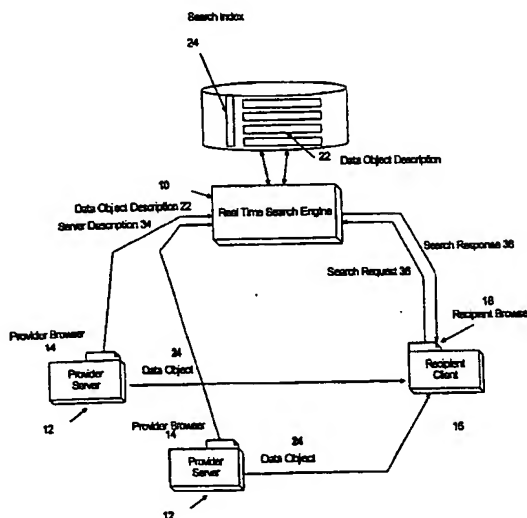 Search Index
24
22
Data Object Description
10
Real Time Search Engine
Data Object Description 22
Server Description 34
Search Response 38
Search Request 36
18
Recipient Browser
Provider Browser
14
Provider
Server
12
24
Data Object
Recipient
Client
16
Provider Browser
14
Provider
Server
12
24
Data Object